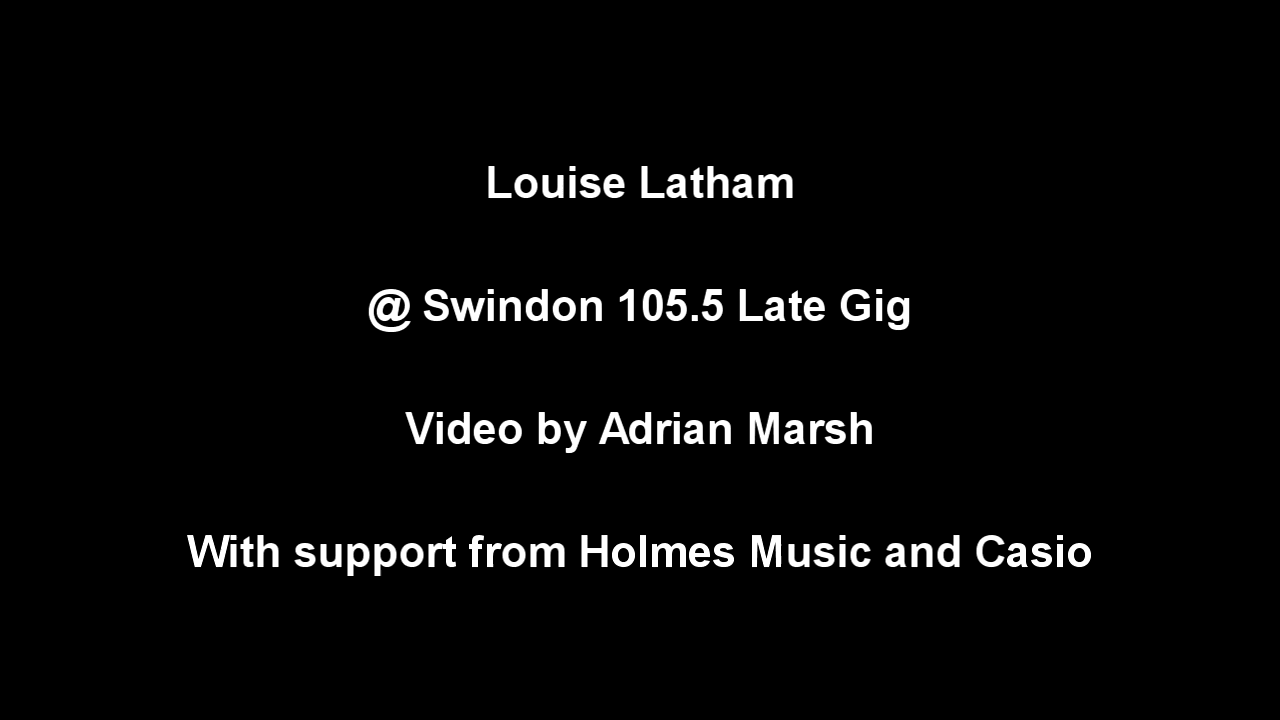 Louise Latham
@ Swindon 105.5 Late Gig
Video by Adrian Marsh
With support from Holmes Music and Casio